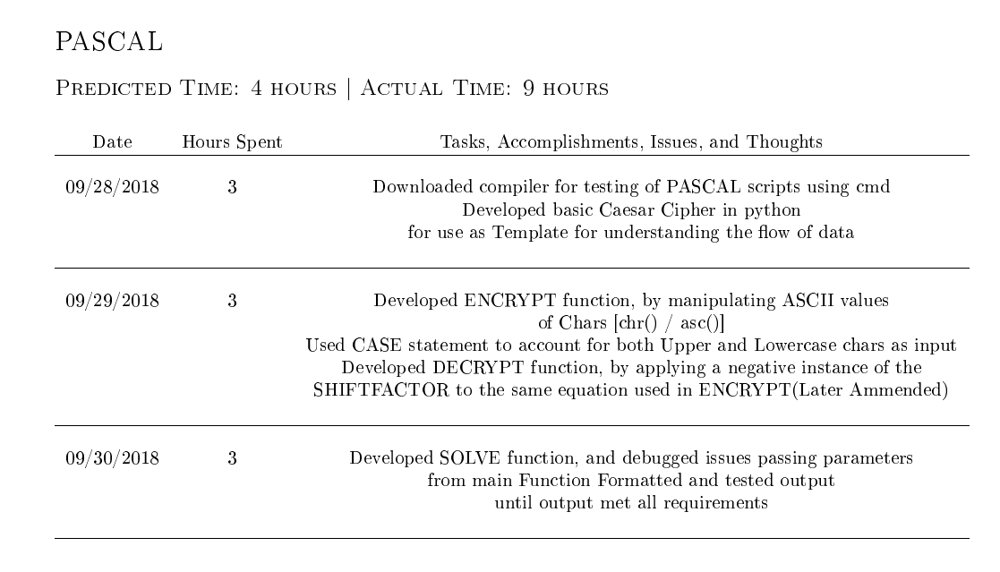 PASCAL
Predicted Time: 4 hours | Actual Time: 9 hours
Date Hours Spent Tasks, Accomplishments, Issues, and Thoughts
09/28/2018 3 Downloaded compiler for testing of PASCAL scripts using cmd
Developed basic Caesar Cipher in python
for use as Template for understanding the flow of data
09/29/2018 3 Developed ENCRYPT function, by manipulating ASCII values
of Chars [chr() / asc()]
Used CASE statement to account for both Upper and Lowercase chars as input
Developed DECRYPT function, by applying a negative instance of the
SHIFTFACTOR to the same equation used in ENCRYPT(Later Ammended)
09/30/2018 3 Developed SOLVE function, and debugged issues passing parameters
from main Function Formatted and tested output
until output met all requirements